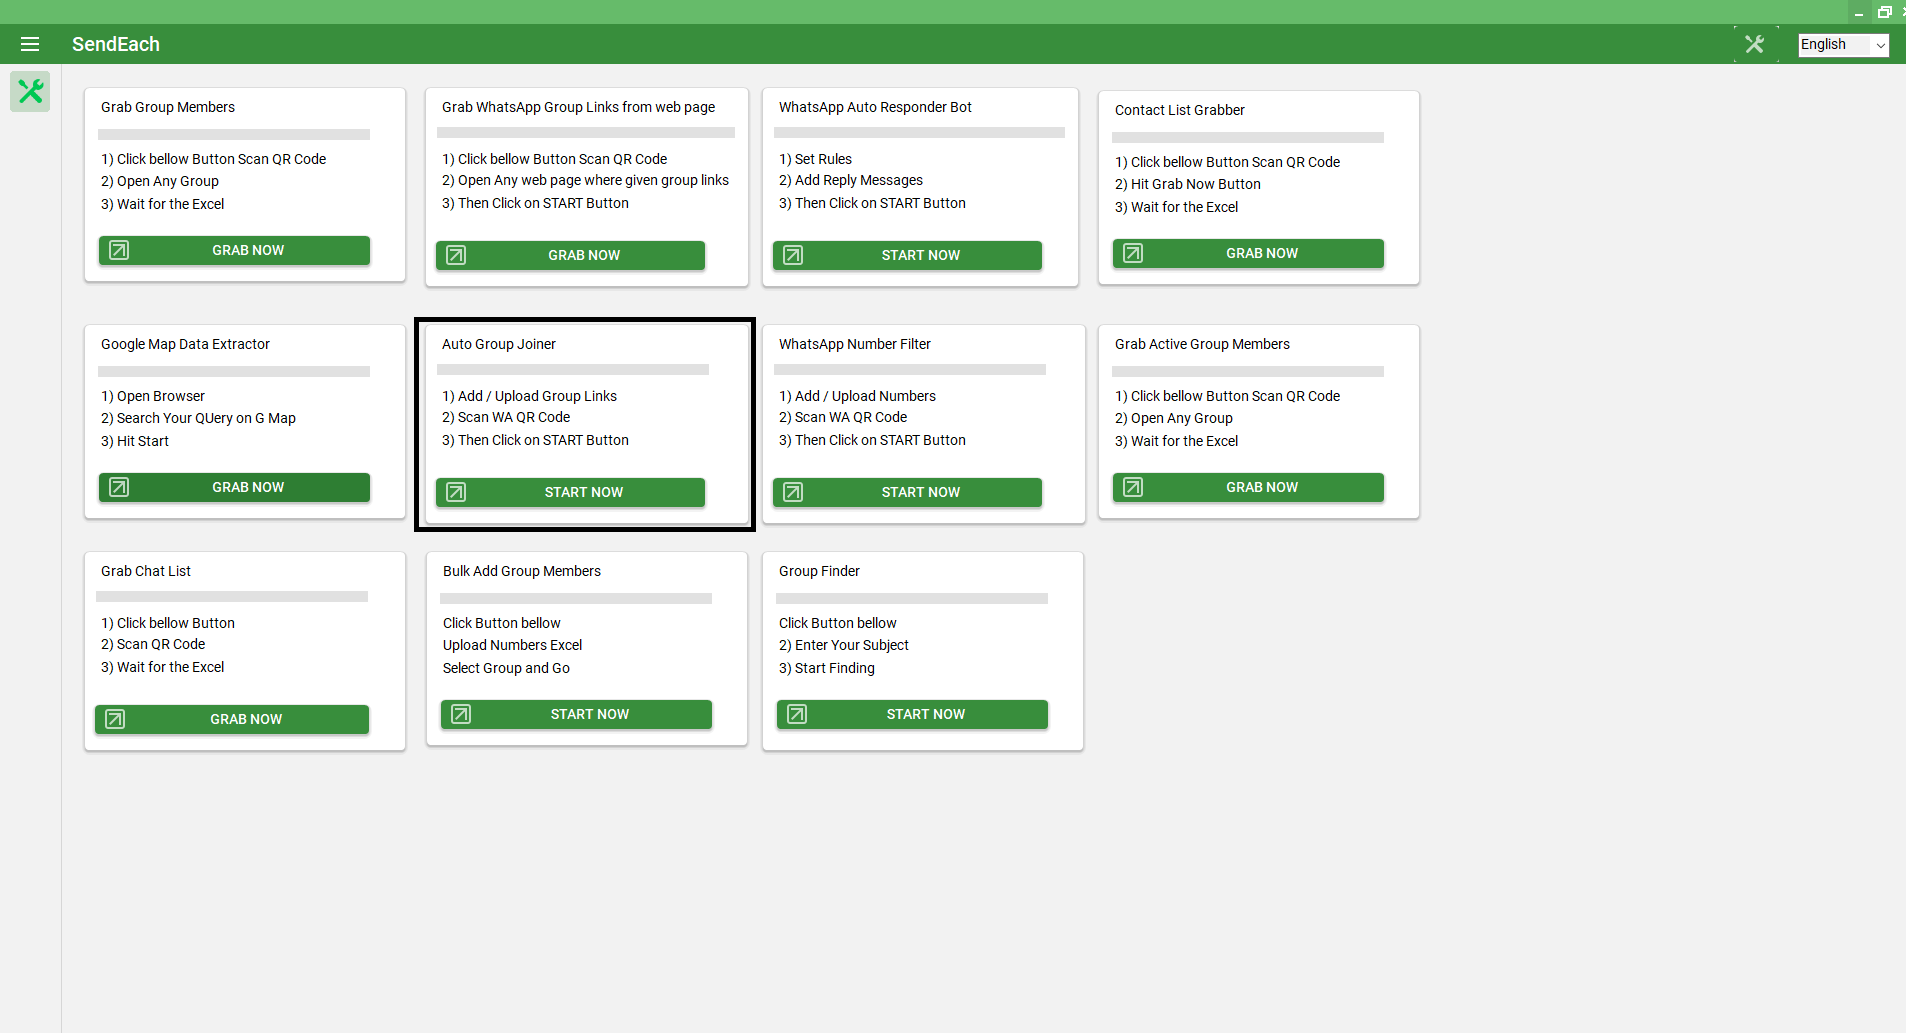 SendEach
English
Grab Group Members
1) Click bellow Button Scan QR Code
2) Open Any Group
3) Wait for the Excel
GRAB NOW
Grab WhatsApp Group Links from web page
1) Click bellow Button Scan QR Code
2) Open Any web page where given group links
3) Then Click on START Button
GRAB NOW
WhatsApp Auto Responder Bot
1) Set Rules
2) Add Reply Messages
3) Then Click on START Button
START NOW
Contact List Grabber
1) Click bellow Button Scan QR Code
2) Hit Grab Now Button
3) Wait for the Excel
GRAB NOW
Google Map Data Extractor
1) Open Browser
2) Search Your QUery on G Map
3) Hit Start
GRAB NOW
Auto Group Joiner
1) Add / Upload Group Links
2) Scan WA QR Code
3) Then Click on START Button
START NOW
WhatsApp Number Filter
1) Add / Upload Numbers
2) Scan WA QR Code
3) Then Click on START Button
START NOW
Grab Active Group Members
1) Click bellow Button Scan QR Code
2) Open Any Group
3) Wait for the Excel
GRAB NOW
Grab Chat List
1) Click bellow Button
2) Scan QR Code
3) Wait for the Excel
GRAB NOW
Bulk Add Group Members
Click Button bellow
Upload Numbers Excel
Select Group and Go
START NOW
Group Finder
Click Button bellow
2) Enter Your Subject
3) Start Finding
START NOW